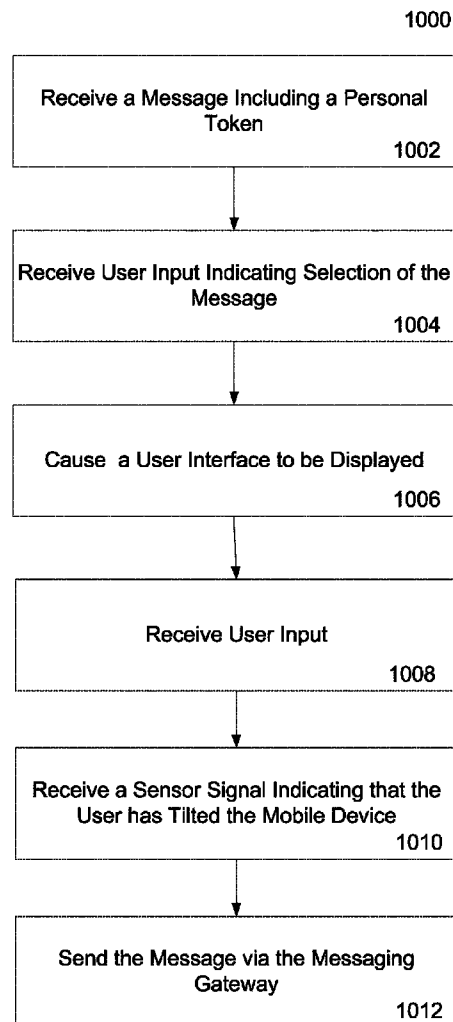 1000
Receive a Message Including a Personal
Token
1002
Receive User Input Indicating Selection of the
Message
1004
Cause a User Interface to be Displayed
1006
Receive User Input
1008
Receive a Sensor Signal Indicating that the
User has Tilted the Mobile Device
1010
Send the Message via the Messaging
Gateway
1012